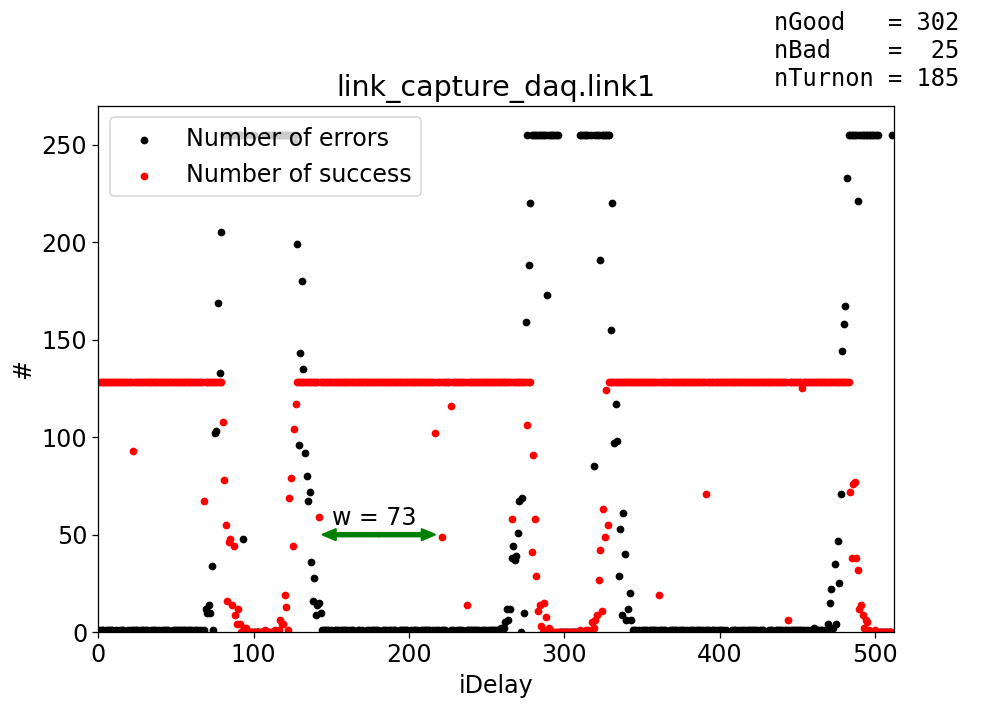 nGood   = 302
nBad    =  25
nTurnon = 185
link_capture_daq.link1
Number of errors
Number of success
250
200
150
100
50
0
#
w = 73
0 100 200 300 400 500
iDelay